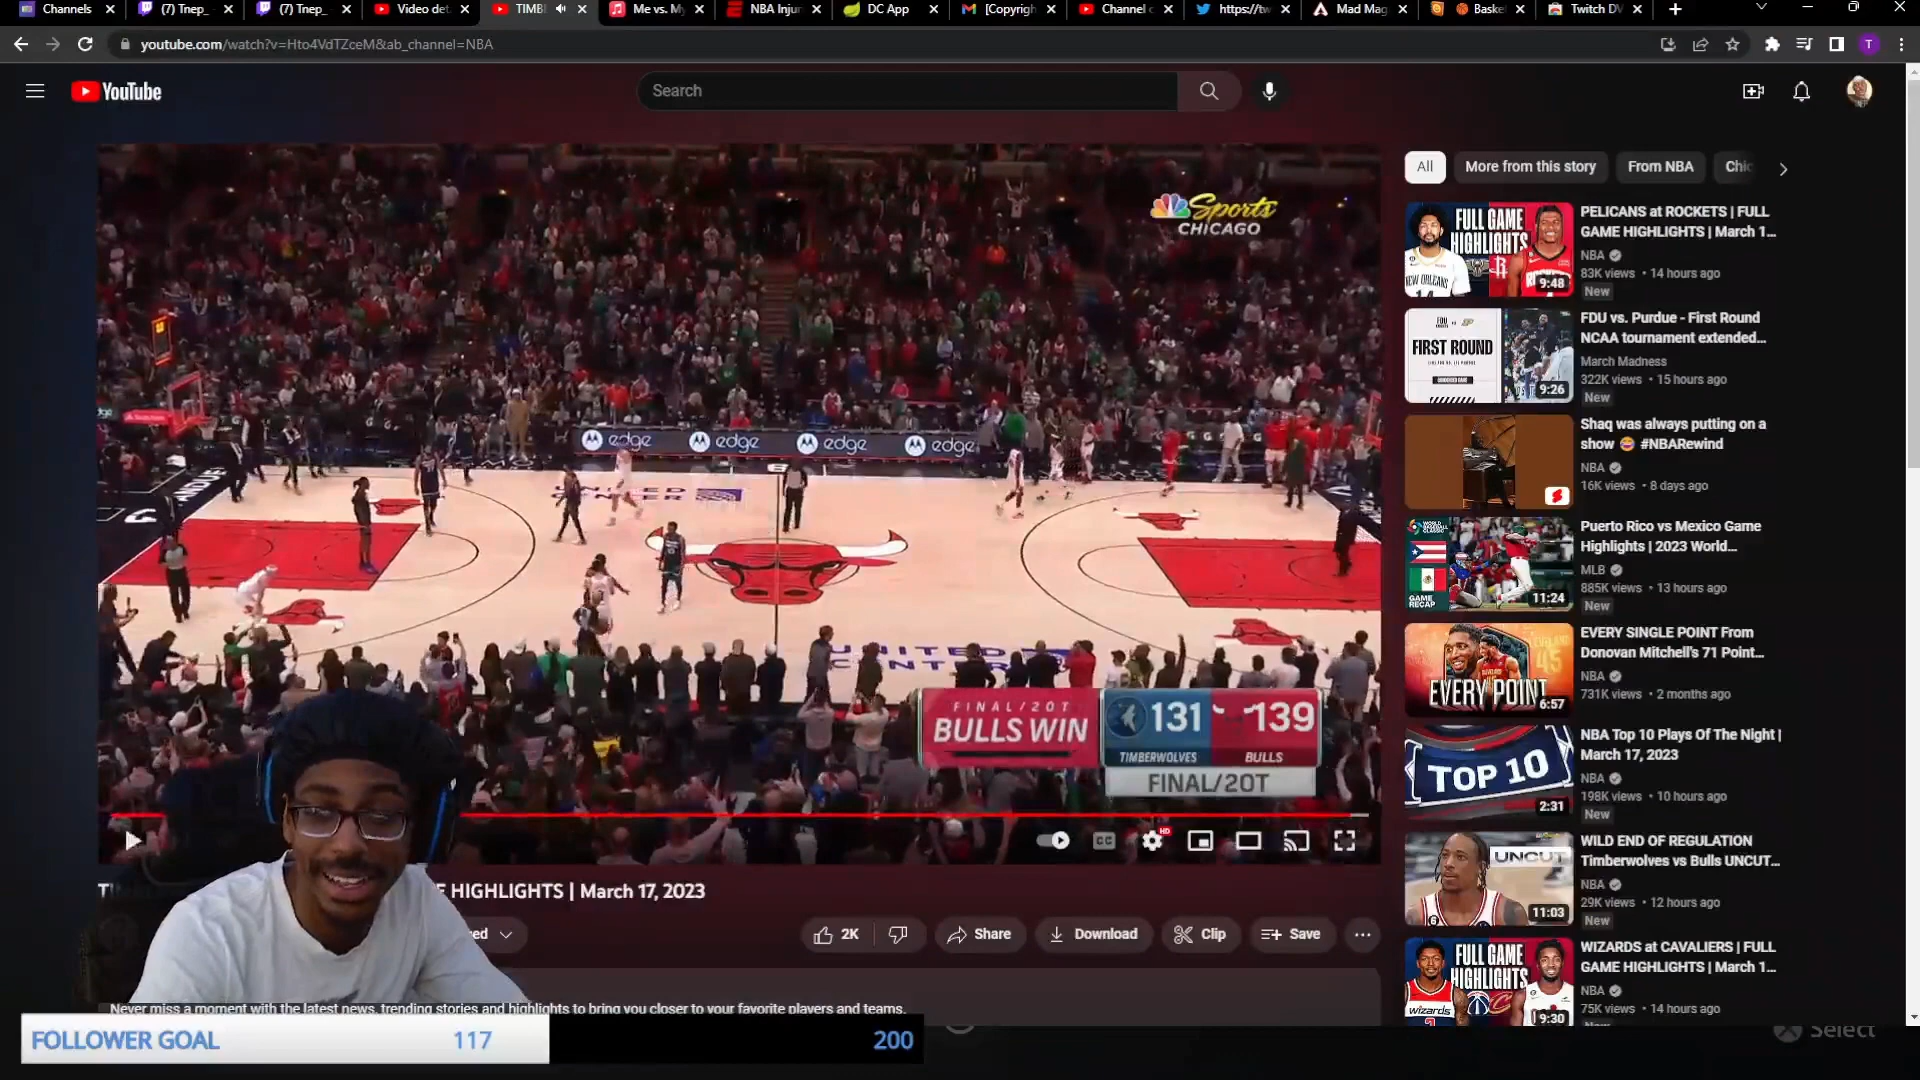 Channels
(7) Tnep_
(7) Tnep_
Video det
TIMB
Me vs. My
NBA Injur
DC App
[Copyrigh
Channel c
https://tw
Mad Mag
Baske
Twitch DV
youtube.com/watch?v=Hto4VdTZceM&ab_channel=NBA
T
YouTube
Search
Sports
CHICAGO
All
More from this story
From NBA
Chic
FULL GAME
HIGHLIGHTS
9:48
PELICANS at ROCKETS | FULL
GAME HIGHLIGHTS | March 1...
NBA
83K views • 14 hours ago
New
FIRST ROUND
9:26
FDU vs. Purdue - First Round
NCAA tournament extended...
March Madness
322K views • 15 hours ago
New
Shaq was always putting on a
show 😁 #NBARewind
NBA
16K views • 8 days ago
GAME
RECAP
11:24
Puerto Rico vs Mexico Game
Highlights | 2023 World...
MLB
885K views • 13 hours ago
New
EVERY POINT
6:57
EVERY SINGLE POINT From
Donovan Mitchell's 71 Point...
NBA
731K views • 2 months ago
TOP 10
2:31
NBA Top 10 Plays Of The Night |
March 17, 2023
NBA
198K views • 10 hours ago
New
UNCUT
11:03
WILD END OF REGULATION
Timberwolves vs Bulls UNCUT...
NBA
29K views • 12 hours ago
New
FULL GAME
HIGHLIGHTS
wizards
9:30
WIZARDS at CAVALIERS | FULL
GAME HIGHLIGHTS | March 1...
NBA
75K views • 14 hours ago
edge edge edge edge
UNITED
CENTER
UNITED
CENTER
FINAL/2OT
BULLS WIN
131 139
TIMBERWOLVES BULLS
FINAL/2OT
CC
HD
E HIGHLIGHTS | March 17, 2023
2K
Share
Download
Clip
Save
Never miss a moment with the latest news, trending stories and highlights to bring you closer to your favorite players and teams.
FOLLOWER GOAL 117 200
Select